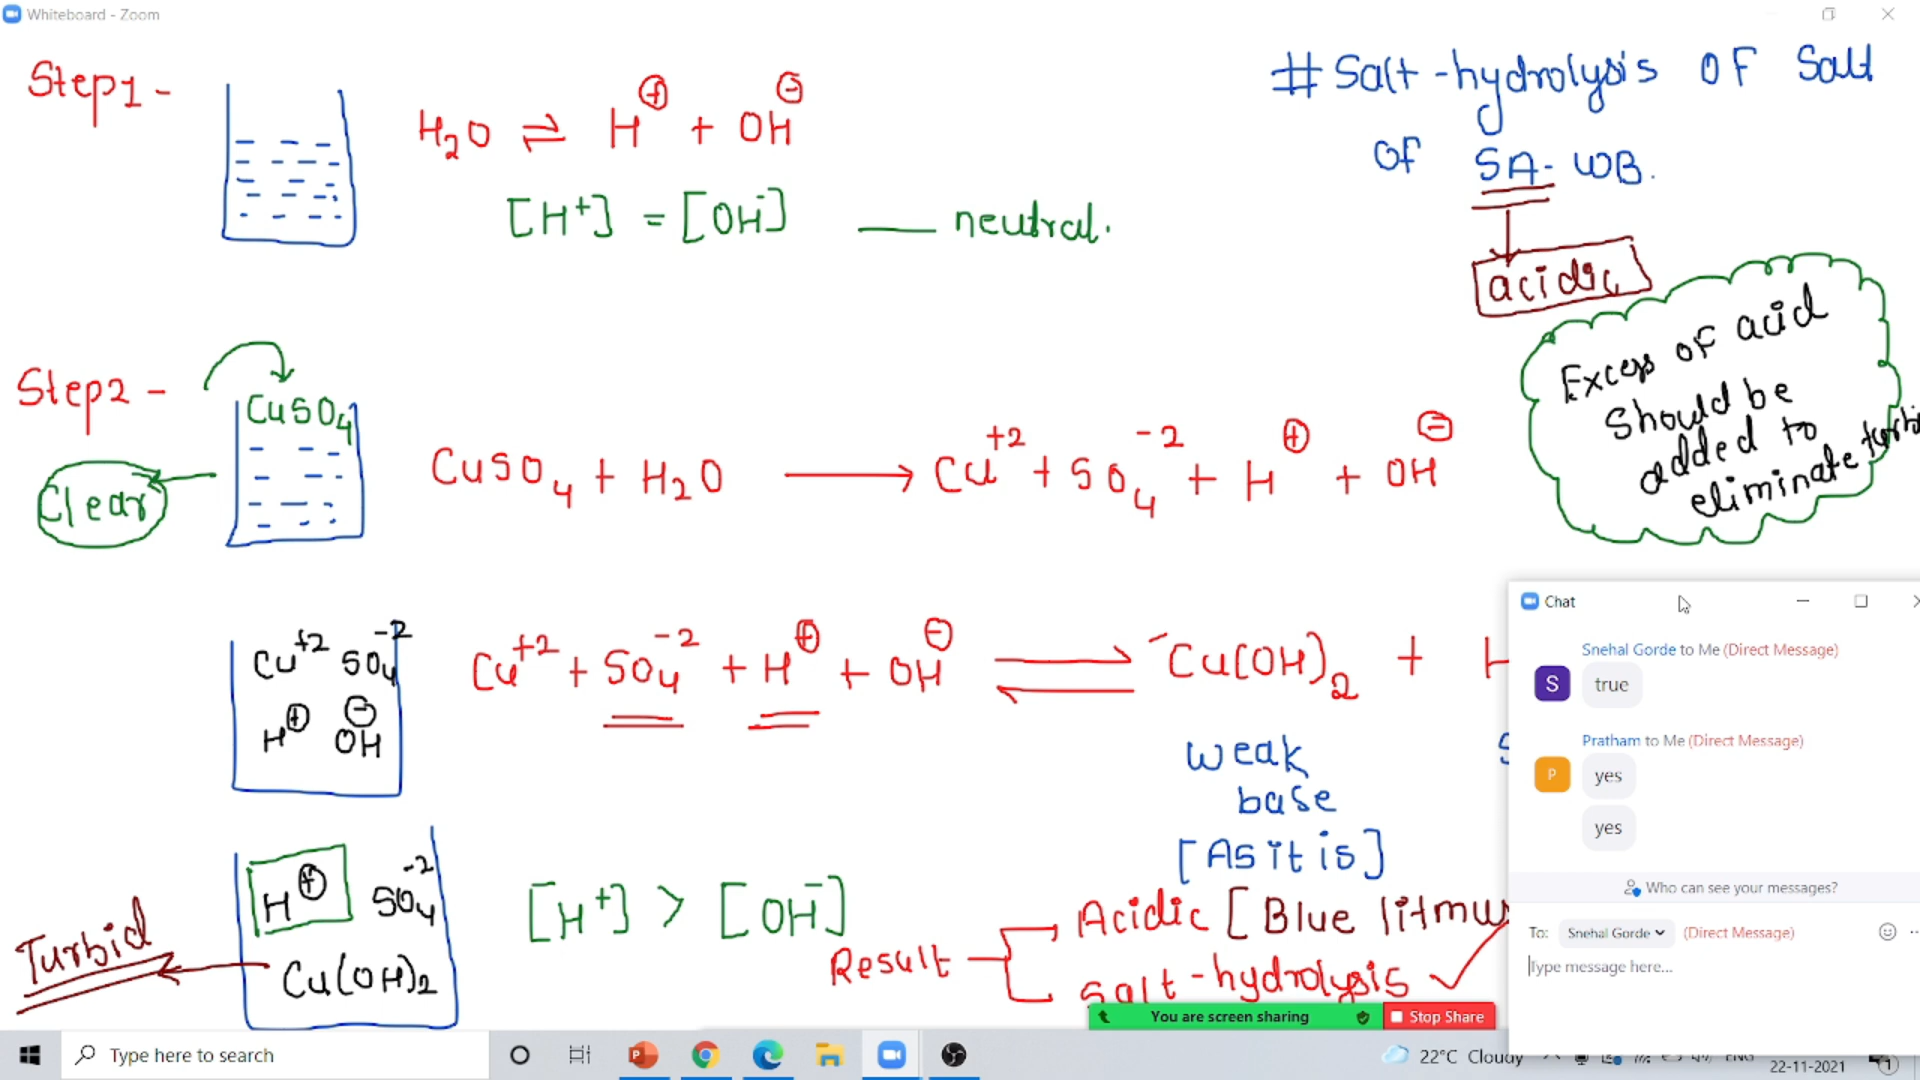 Whiteboard - Zoom
Step1 -
H₂O ⇌ H⊕ + OH⊖
[H⁺] = [OH⁻] — neutral.
# Salt-hydrolysis OF Salt
of SA- WB.
acidic
Excess of acid
Should be
added to
eliminate
Step2 -
CuSO₄
Clear
CuSO₄ + H₂O ⟶ Cu⁺² + SO₄⁻² + H⊕ + OH⊖
Cu⁺² SO₄⁻²
H⊕ OH⊖
Cu⁺² + SO₄⁻² + H⊕ + OH⊖ ⇌ Cu(OH)₂ +
weak
base
[As it is]
H⊕ SO₄⁻²
Cu(OH)₂
Turbid
[H⁺] > [OH⁻]
Result
Acidic [Blue litmu
Salt-hydrolysis ✓
Chat
Snehal Gorde to Me (Direct Message)
S
true
Pratham to Me (Direct Message)
P
yes
yes
Who can see your messages?
To: Snehal Gorde (Direct Message)
Type message here...
You are screen sharing
Stop Share
Type here to search
22°C Cloudy
ENG
22-11-2021
1